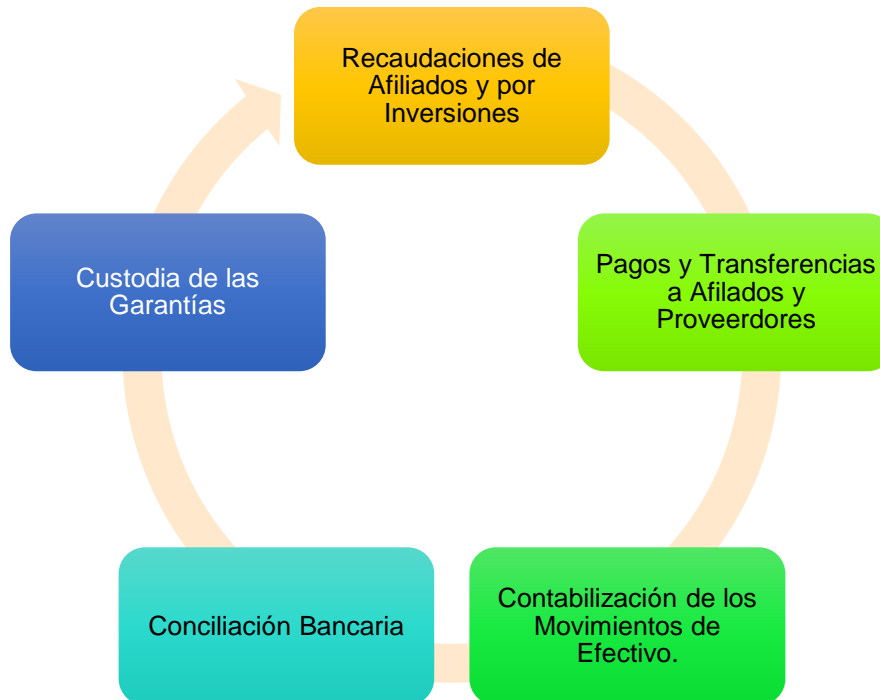 Recaudaciones de
Afiliados y por
Inversiones
Pagos y Transferencias
a Afilados y
Proveerdores
Contabilización de los
Movimientos de
Efectivo.
Conciliación Bancaria
Custodia de las
Garantías